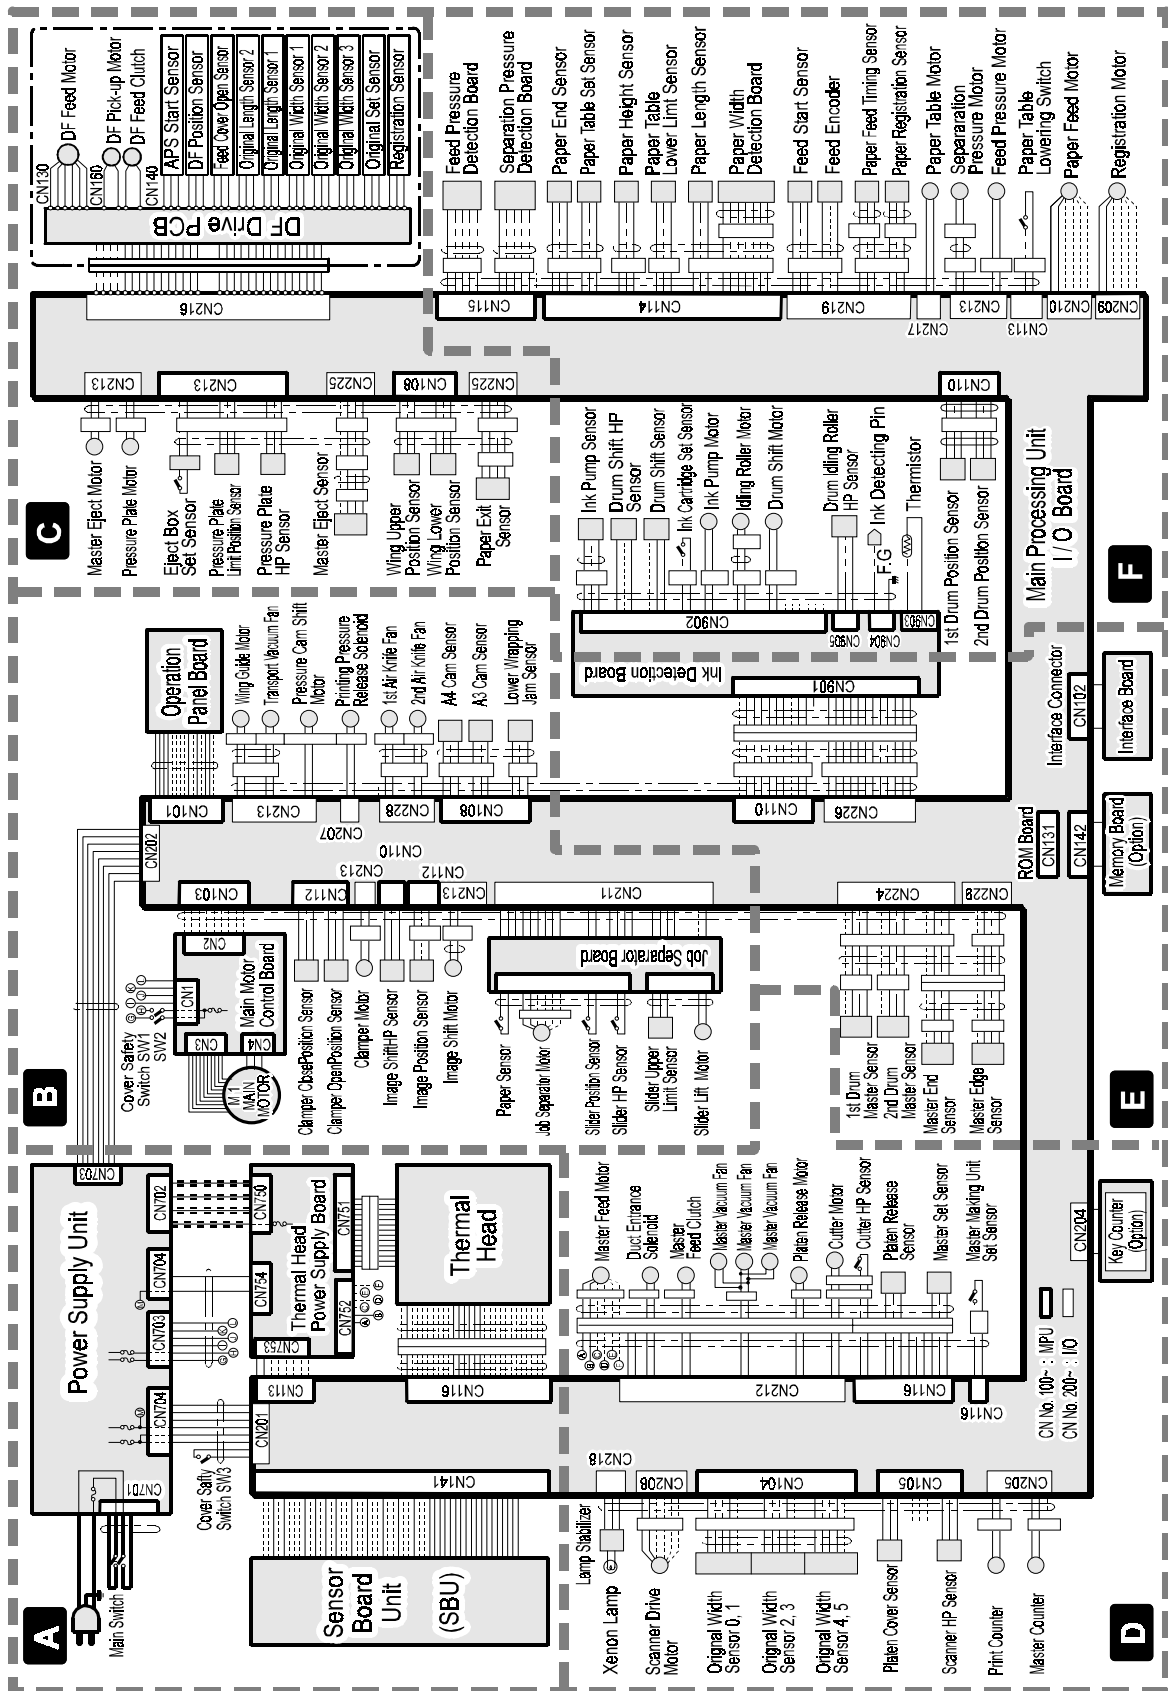 A
Main Switch
CN701
Power Supply Unit
CN704
CN703
CN704
CN702
CN703
Cover Safty
Switch SW3
CN201
CN113
CN753
CN752
CN754
CN750
CN751
Thermal Head
Power Supply Board
Thermal
Head
CN116
CN141
Sensor
Board
Unit
(SBU)
B
Cover Safety
Switch SW1
SW2
M1
MAIN
MOTOR
CN3
CN4
CN1
CN2
Main Motor
Control Board
CN202
CN103
CN112
CN213
CN110
CN112
CN213
CN211
Clamper ClosePosition Sensor
Clamper OpenPosition Sensor
Clamper Motor
Image ShiftHP Sensor
Image Position Sensor
Image Shift Motor
Paper Sensor
Job Separator Motor
Slider Position Sensor
Slider HP Sensor
Slider Upper
Limit Sensor
Slider Lift Motor
Job Separator Board
Operation
Panel Board
Wing Guide Motor
Transport Vacuum Fan
Pressure Cam Shift
Motor
Printing Pressure
Release Solenoid
1st Air Knife Fan
2nd Air Knife Fan
A4 Cam Sensor
A3 Cam Sensor
Lower Wrapping
Jam Sensor
CN101
CN213
CN207
CN228
CN108
CN110
CN226
C
Master Eject Motor
Pressure Plate Motor
Eject Box
Set Sensor
Pressure Plate
Limit Position Sensor
Pressure Plate
HP Sensor
Master Eject Sensor
Wing Upper
Position Sensor
Wing Lower
Position Sensor
Paper Exit
Sensor
CN213
CN213
CN225
CN108
CN225
CN216
DF Drive PCB
CN130
CN160
CN140
DF Feed Motor
DF Pick-up Motor
DF Feed Clutch
APS Start Sensor
DF Position Sensor
Feed Cover Open Sensor
Original Length Sensor 2
Original Length Sensor 1
Original Width Sensor 1
Original Width Sensor 2
Original Width Sensor 3
Original Set Sensor
Registration Sensor
D
CN218
CN208
CN104
CN105
CN205
Lamp Stabilizer
Xenon Lamp
Scanner Drive
Motor
Orignal Width
Sensor 0, 1
Orignal Width
Sensor 2, 3
Orignal Width
Sensor 4, 5
Platen Cover Sensor
Scanner HP Sensor
Print Counter
Master Counter
CN212
CN116
CN116
Master Feed Motor
Duct Entrance
Solenoid
Master
Feed Clutch
Master Vacuum Fan
Master Vacuum Fan
Master Vacuum Fan
Platen Release Motor
Cutter Motor
Cutter HP Sensor
Platen Release
Sensor
Master Set Sensor
Master Making Unit
Set Sensor
CN No. 100~ : MPU
CN No. 200~ : I/O
CN204
Key Counter
(Option)
E
1st Drum
Master Sensor
2nd Drum
Master Sensor
Master End
Sensor
Master Edge
Sensor
CN224
CN229
ROM Board
CN131
CN142
Memory Board
(Option)
Interface Connector
CN102
Interface Board
F
Main Processing Unit
I / O Board
Ink Detection Board
CN901
CN902
CN905
CN904
CN903
Ink Pump Sensor
Drum Shift HP
Sensor
Drum Shift Sensor
Ink Cartridge Set Sensor
Ink Pump Motor
Idling Roller Motor
Drum Shift Motor
Drum Idling Roller
HP Sensor
Ink Detecting Pin
F.G
Thermistor
1st Drum Position Sensor
2nd Drum Position Sensor
CN110
CN115
CN114
CN219
CN217
CN213
CN113
CN210
CN209
Feed Pressure
Detection Board
Separation Pressure
Detection Board
Paper End Sensor
Paper Table Set Sensor
Paper Height Sensor
Paper Table
Lower Limit Sensor
Paper Length Sensor
Paper Width
Detection Board
Feed Start Sensor
Feed Encoder
Paper Feed Timing Sensor
Paper Registration Sensor
Paper Table Motor
Separaration
Pressure Motor
Feed Pressure Motor
Paper Table
Lowering Switch
Paper Feed Motor
Registration Motor